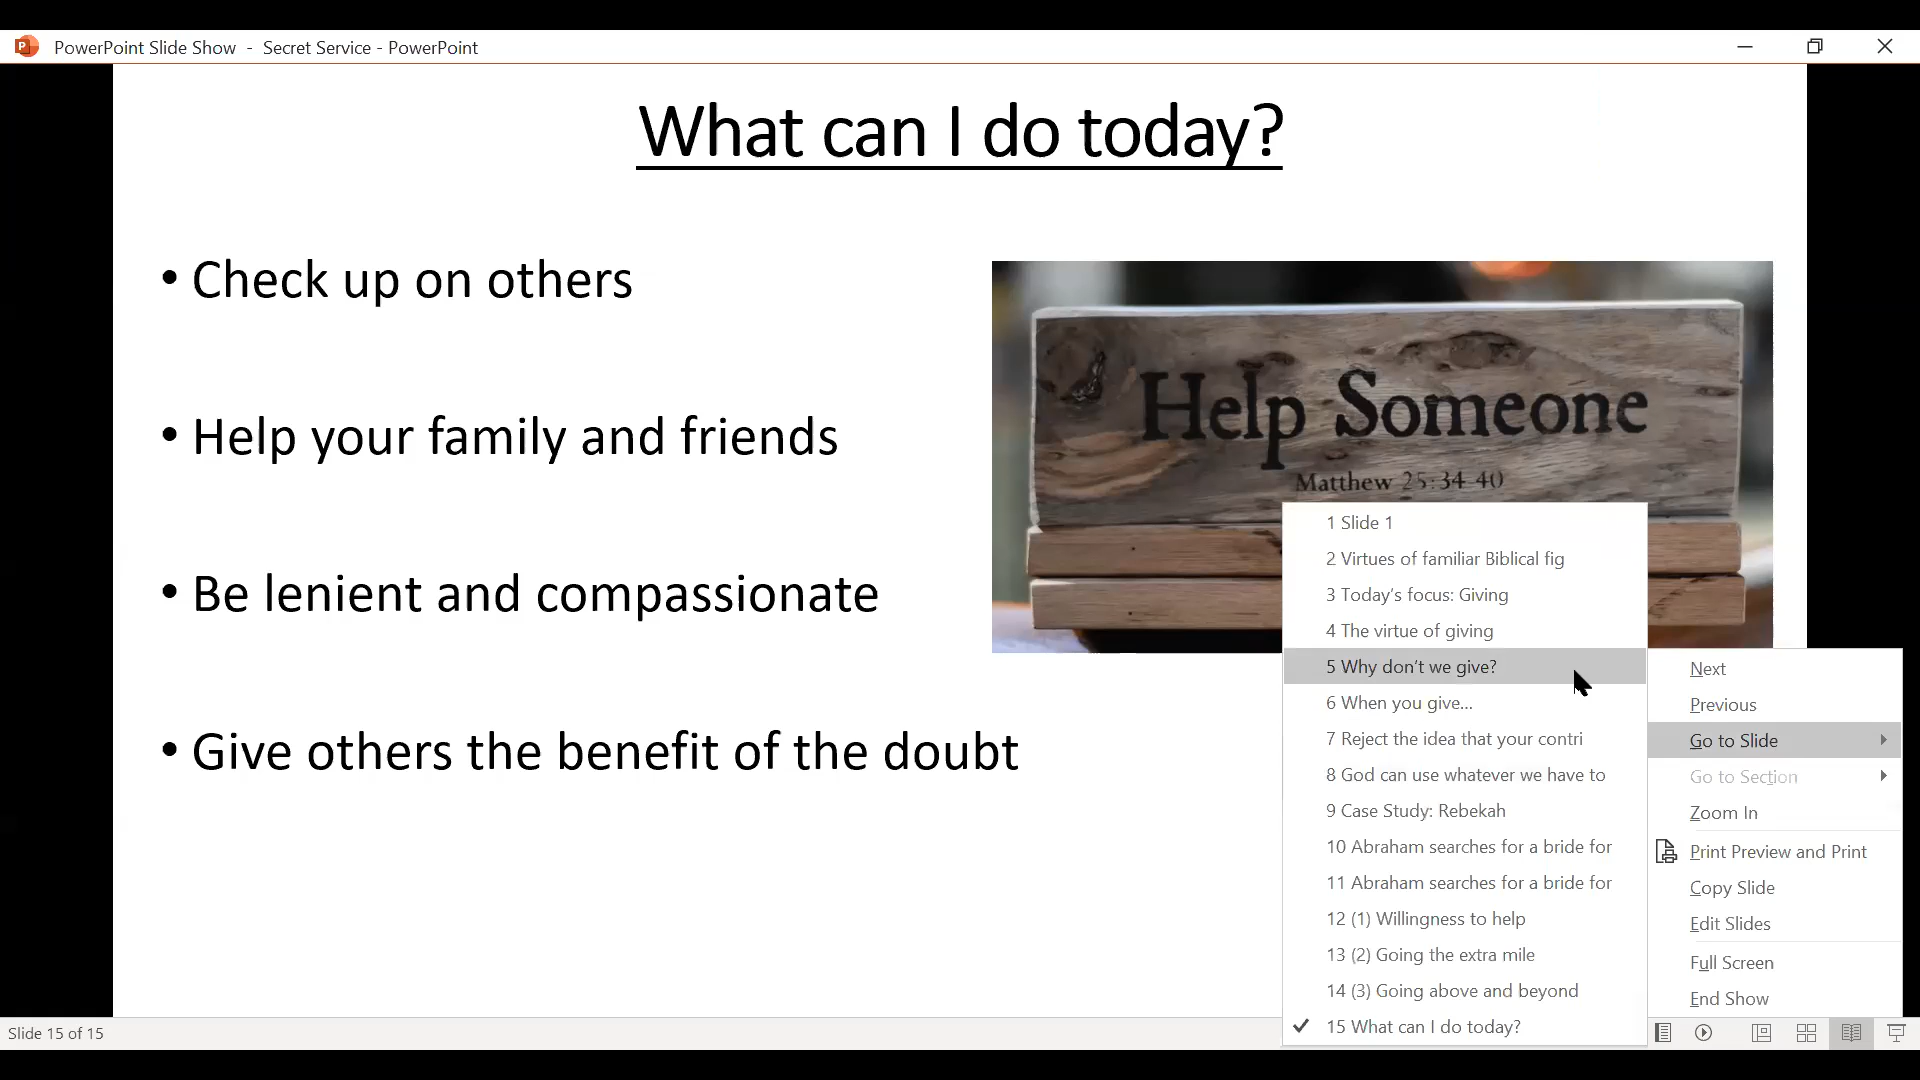 PowerPoint Slide Show - Secret Service - PowerPoint
What can I do today?
• Check up on others
• Help your family and friends
• Be lenient and compassionate
• Give others the benefit of the doubt
Help Someone
Matthew 25:34-40
1 Slide 1
2 Virtues of familiar Biblical fig
3 Today's focus: Giving
4 The virtue of giving
5 Why don't we give?
6 When you give...
7 Reject the idea that your contri
8 God can use whatever we have to
9 Case Study: Rebekah
10 Abraham searches for a bride for
11 Abraham searches for a bride for
12 (1) Willingness to help
13 (2) Going the extra mile
14 (3) Going above and beyond
15 What can I do today?
Next
Previous
Go to Slide
Go to Section
Zoom In
Print Preview and Print
Copy Slide
Edit Slides
Full Screen
End Show
Slide 15 of 15